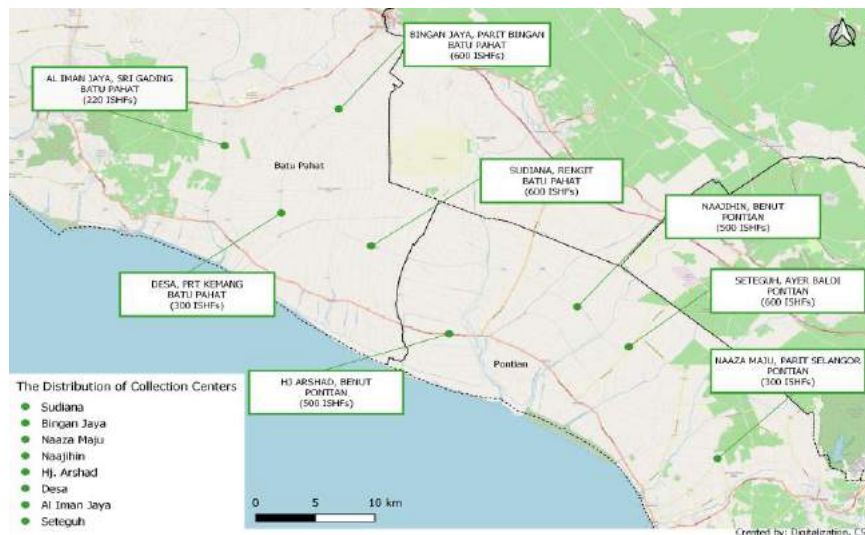 BINGAN JAYA, PARIT BINGAN
BATU PAHAT
(600 ISHFs)
AL IMAN JAYA, SRI GADING
BATU PAHAT
(220 ISHFs)
Batu Pahat
SUDIANA, RENGIT
BATU PAHAT
(600 ISHFs)
NAAJIHIN, BENUT
PONTIAN
(500 ISHFs)
DESA, PRT KEMANG
BATU PAHAT
(300 ISHFs)
SETEGUH, AYER BALOI
PONTIAN
(600 ISHFs)
NAAZA MAJU, PARIT SELANGOR
PONTIAN
(300 ISHFs)
Pontian
HJ ARSHAD, BENUT
PONTIAN
(500 ISHFs)
The Distribution of Collection Centers
Sudiana
Bingan Jaya
Naaza Maju
Naajihin
Hj. Arshad
Desa
Al Iman Jaya
Seteguh
0 5 10 km
Created by: Digitalization, CS